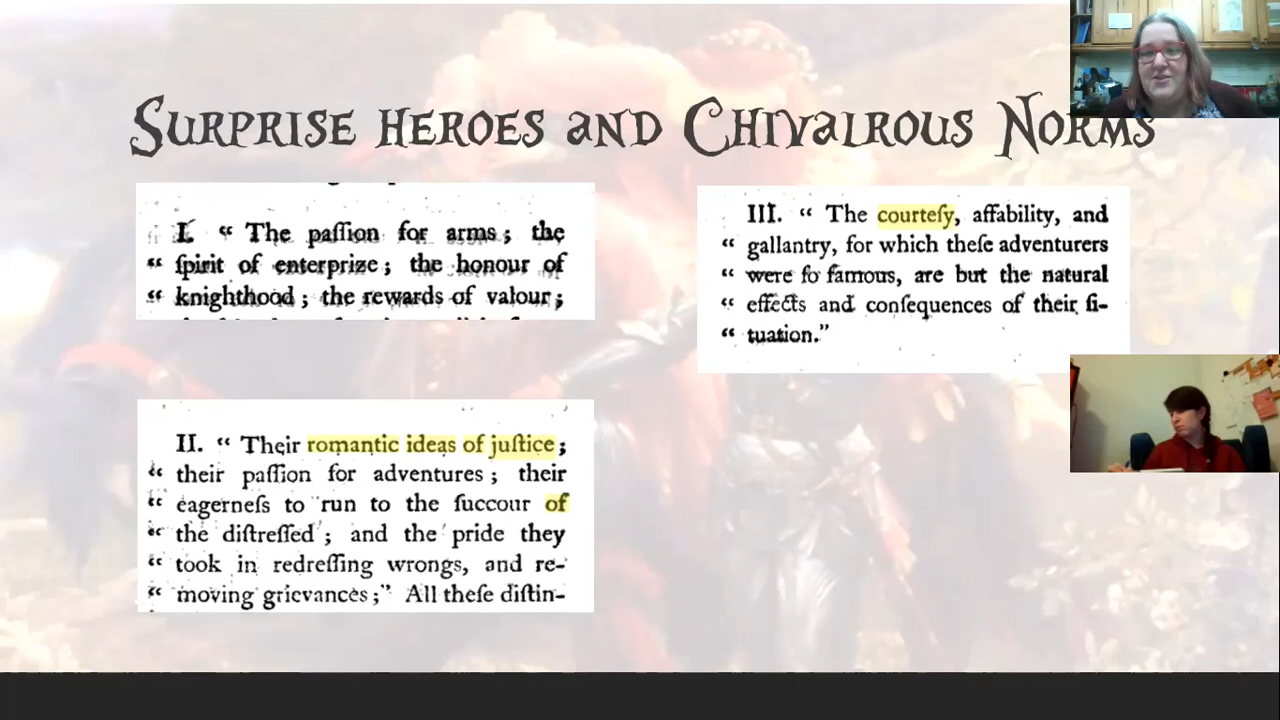 Surprise heroes and Chivalrous Norms
I. “ The paſſion for arms ; the
“ ſpirit of enterprize ; the honour of
“ knighthood ; the rewards of valour ;
II. “ Their romantic ideas of juſtice ;
“ their paſſion for adventures ; their
“ eagerneſs to run to the ſuccour of
“ the diſtreſſed ; and the pride they
“ took in redreſſing wrongs, and re-
“ moving grievances ;” All theſe diſtin-
III. “ The courteſy, affability, and
“ gallantry, for which theſe adventurers
“ were ſo famous, are but the natural
“ effects and conſequences of their ſi-
“ tuation.”